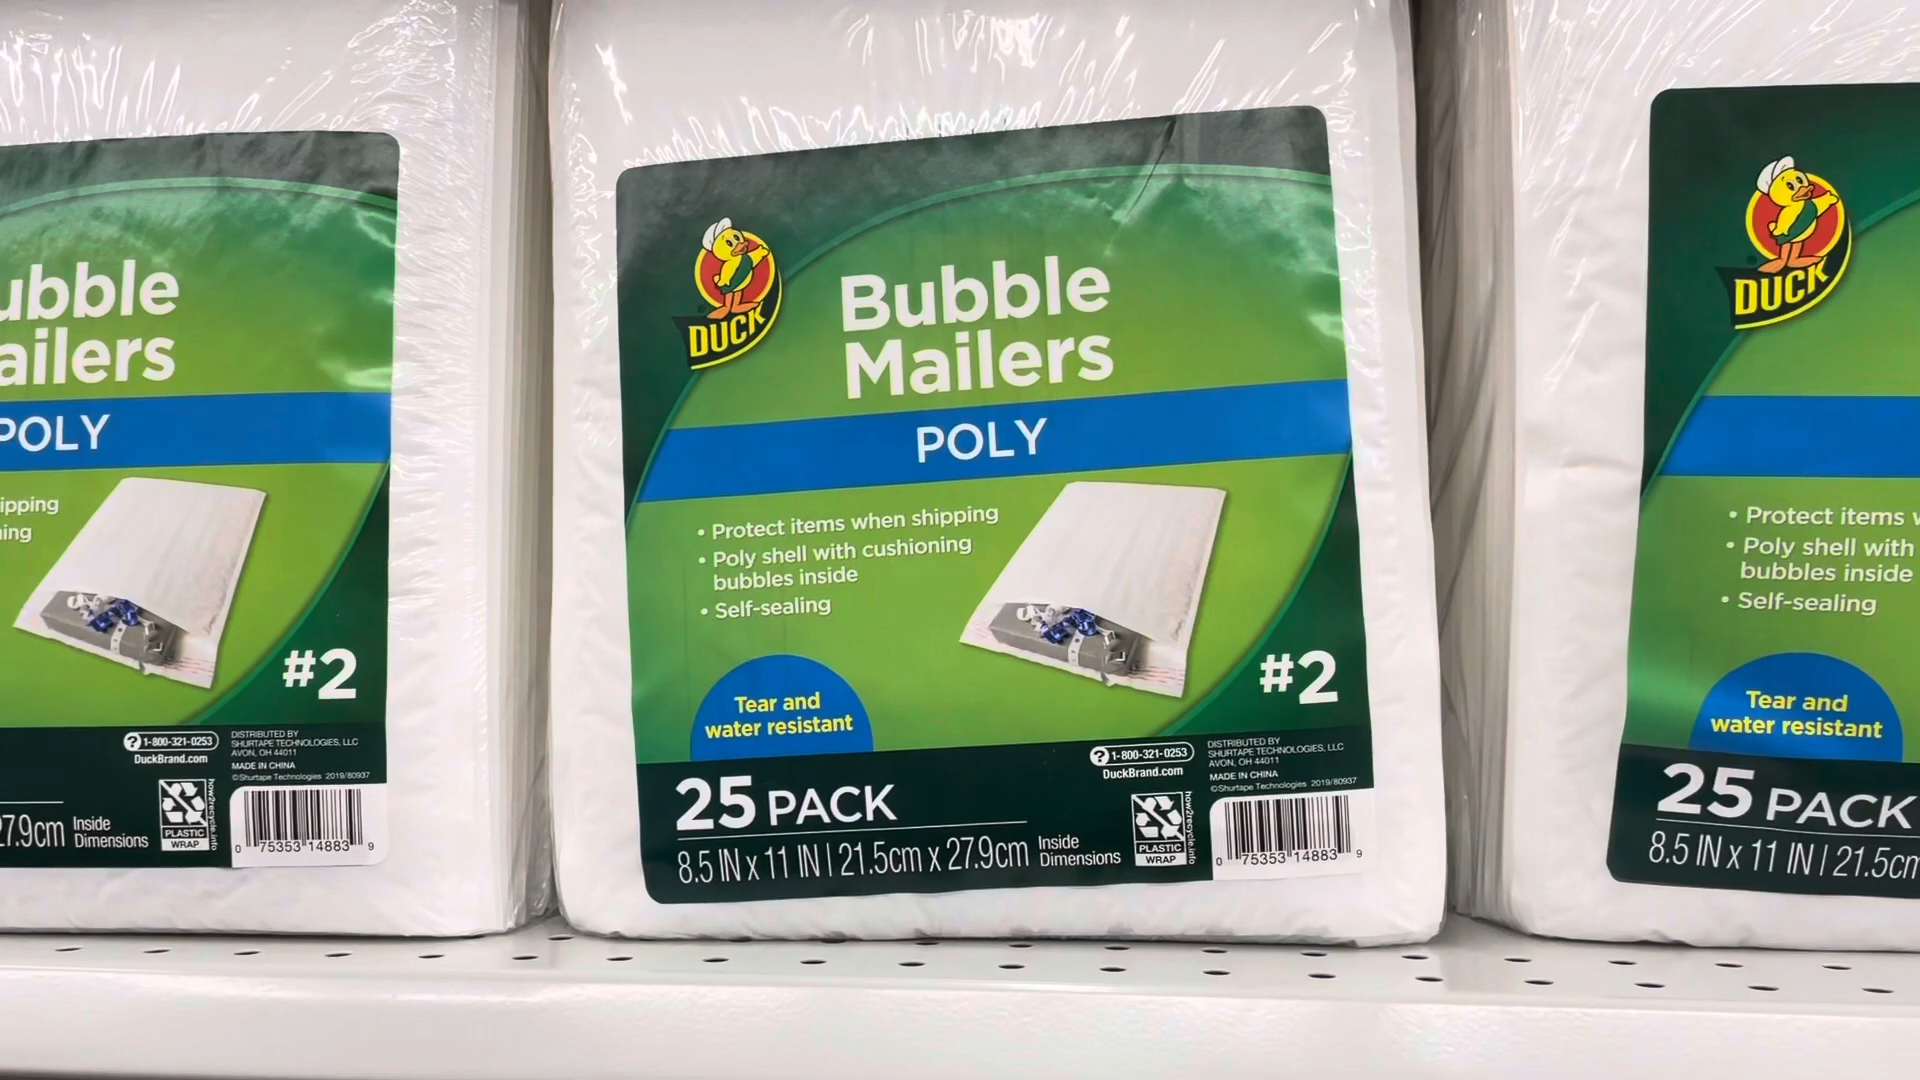 ubble
ailers
POLY
ipping
ing
#2
?1-800-321-0253
DuckBrand.com
DISTRIBUTED BY
SHURTAPE TECHNOLOGIES, LLC
AVON, OH 44011
MADE IN CHINA
©Shurtape Technologies 2019/80937
27.9cm Inside
Dimensions
PLASTIC
WRAP
how2recycle.info
0 75353 14883 9
DUCK
Bubble
Mailers
POLY
• Protect items when shipping
• Poly shell with cushioning
bubbles inside
• Self-sealing
Tear and
water resistant
#2
25 PACK
8.5 IN x 11 IN | 21.5cm x 27.9cm Inside
Dimensions
?1-800-321-0253
DuckBrand.com
DISTRIBUTED BY
SHURTAPE TECHNOLOGIES, LLC
AVON, OH 44011
MADE IN CHINA
©Shurtape Technologies 2019/80937
PLASTIC
WRAP
how2recycle.info
0 75353 14883 9
DUCK
• Protect items w
• Poly shell with
bubbles inside
• Self-sealing
Tear and
water resistant
25 PACK
8.5 IN x 11 IN | 21.5cm